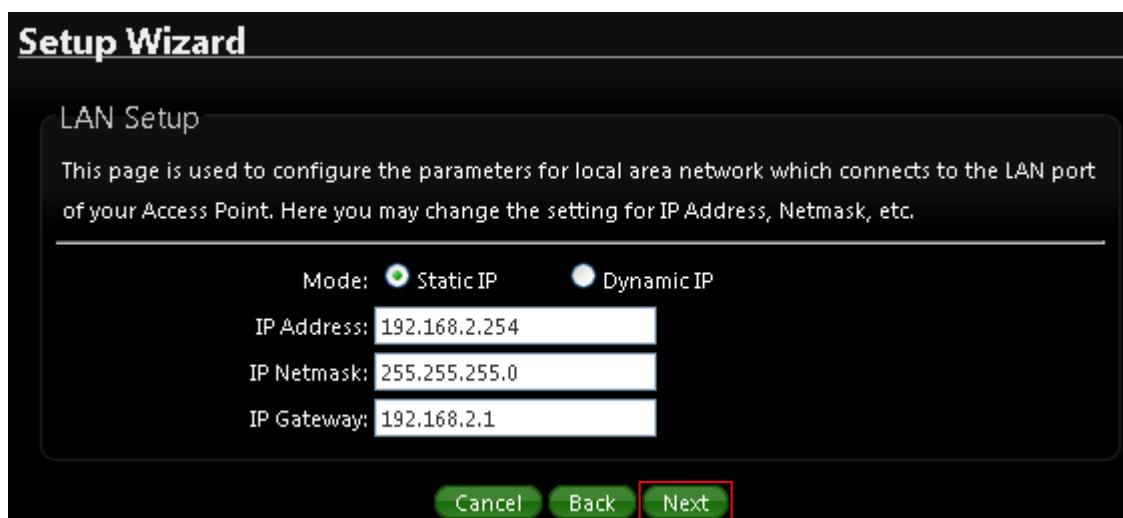 Setup Wizard
LAN Setup
This page is used to configure the parameters for local area network which connects to the LAN port
of your Access Point. Here you may change the setting for IP Address, Netmask, etc.
Mode: Static IP Dynamic IP
IP Address: 192.168.2.254
IP Netmask: 255.255.255.0
IP Gateway: 192.168.2.1
Cancel Back Next